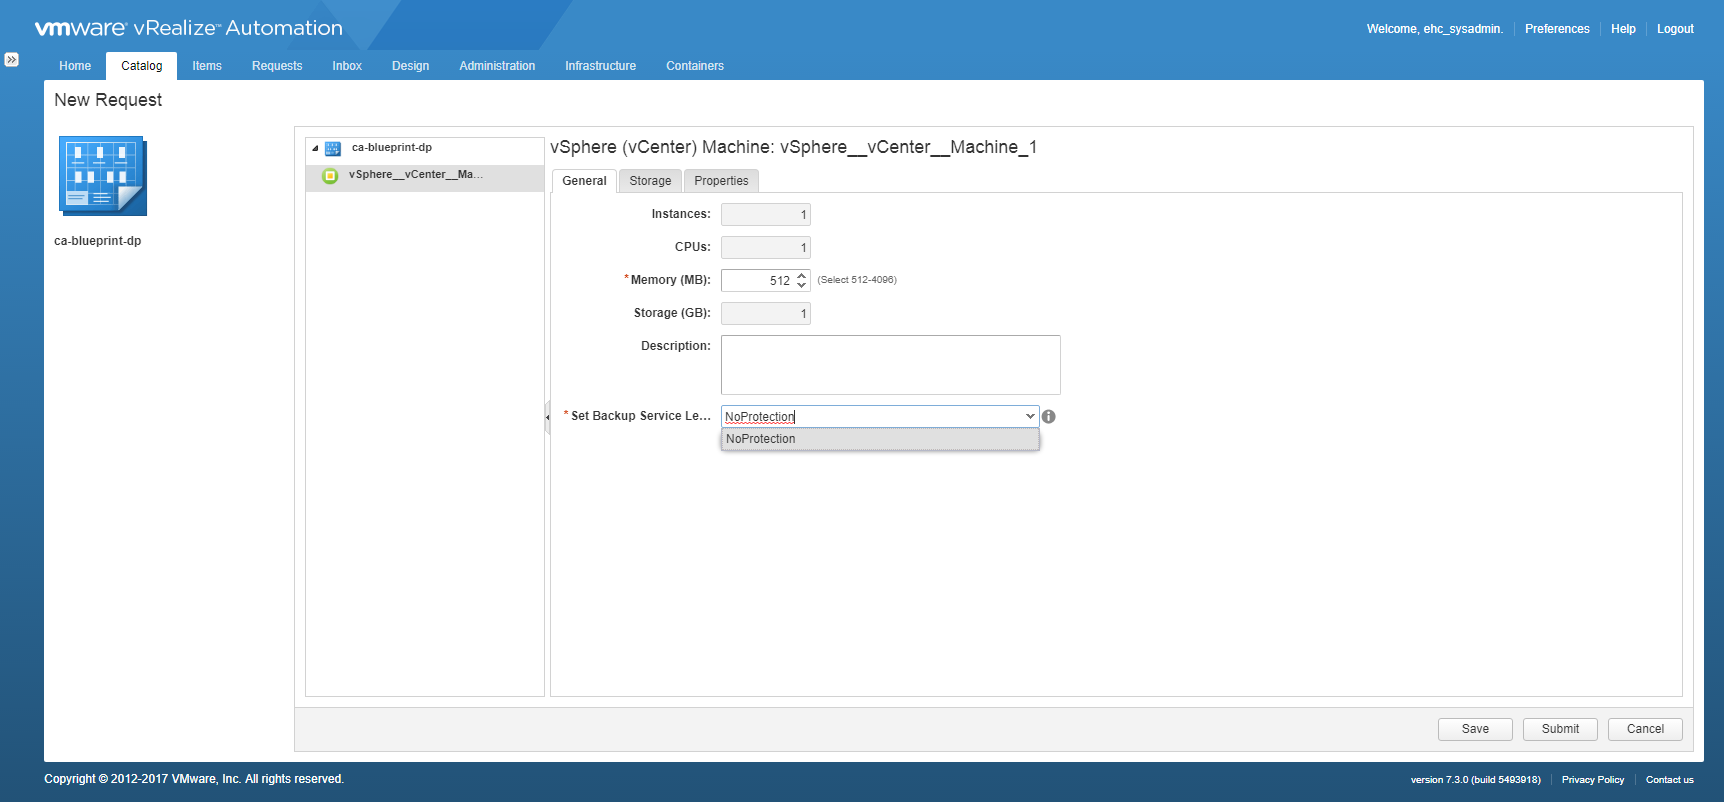 vmware® vRealize™ Automation
Welcome, ehc_sysadmin.
Preferences
Help
Logout
Home
Catalog
Items
Requests
Inbox
Design
Administration
Infrastructure
Containers
New Request
ca-blueprint-dp
ca-blueprint-dp
vSphere__vCenter__Ma...
vSphere (vCenter) Machine: vSphere__vCenter__Machine_1
General
Storage
Properties
Instances: 1
CPUs: 1
*Memory (MB): 512 (Select 512-4096)
Storage (GB): 1
Description:
* Set Backup Service Le... NoProtection
NoProtection
Save
Submit
Cancel
Copyright © 2012-2017 VMware, Inc. All rights reserved.
version 7.3.0 (build 5493918)
Privacy Policy
Contact us